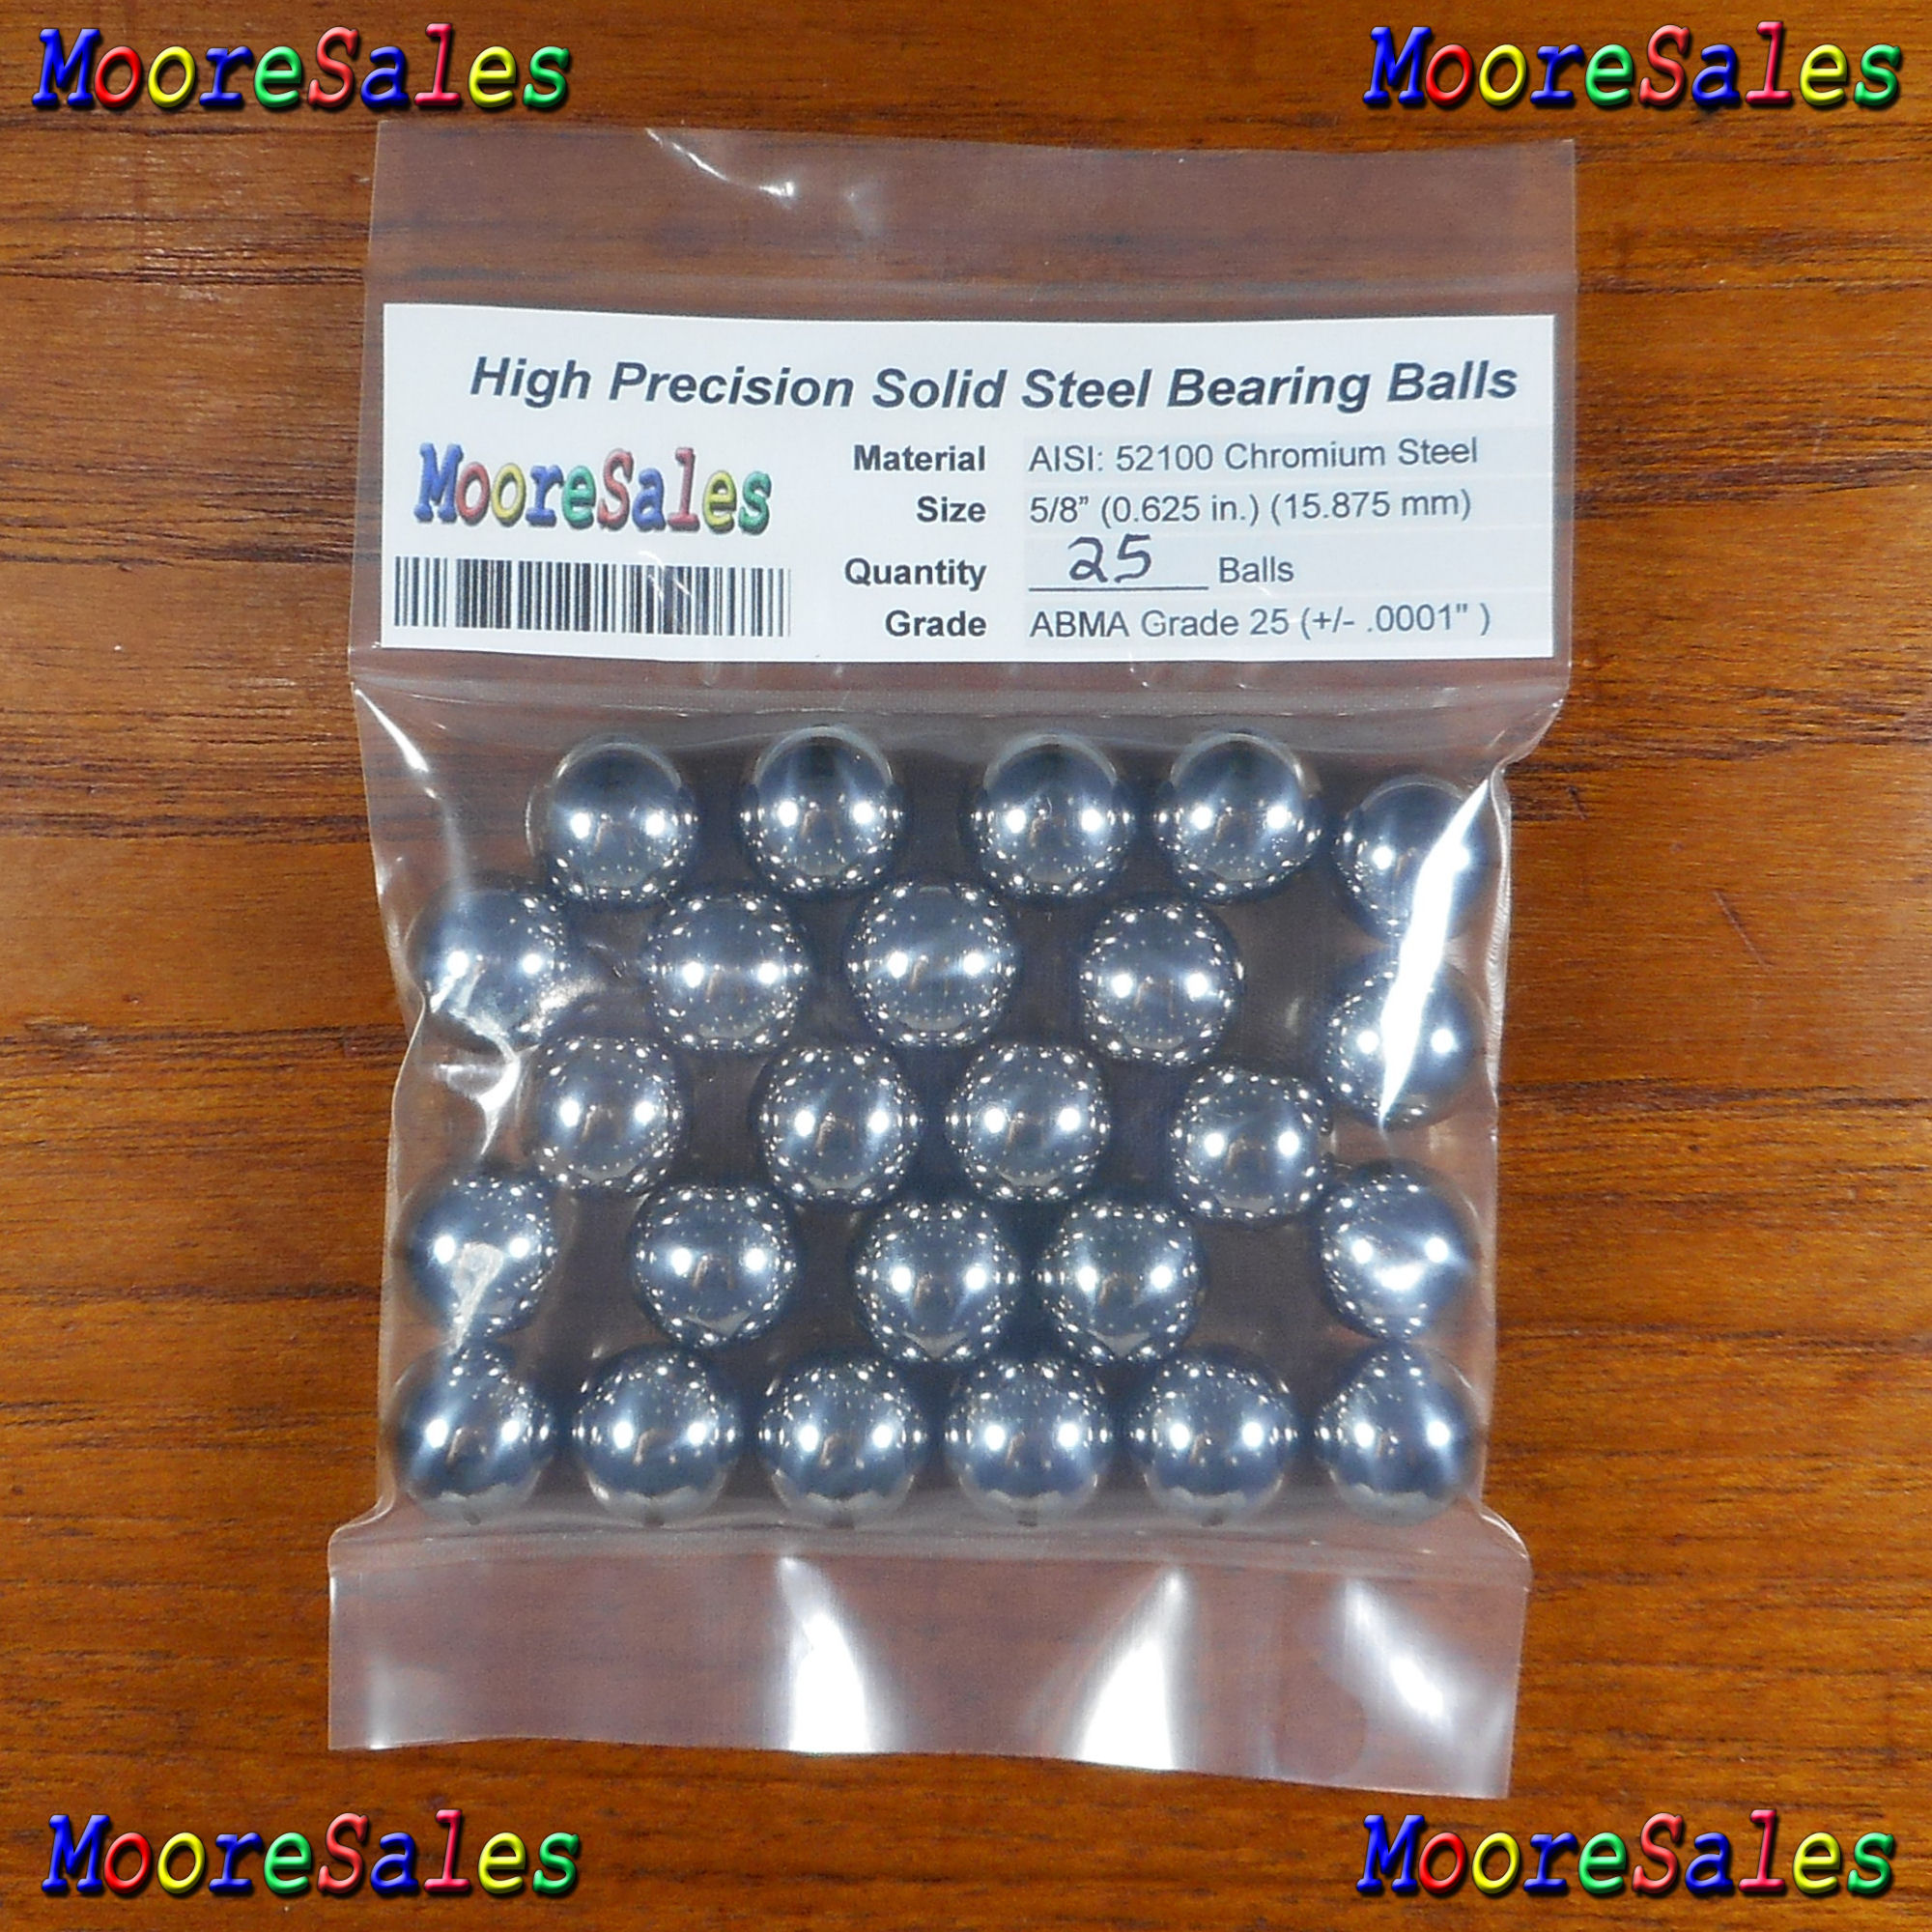 MooreSales MooreSales
High Precision Solid Steel Bearing Balls
MooreSales
Material AISI: 52100 Chromium Steel
Size 5/8” (0.625 in.) (15.875 mm)
Quantity 25 Balls
Grade ABMA Grade 25 (+/- .0001" )
MooreSales MooreSales